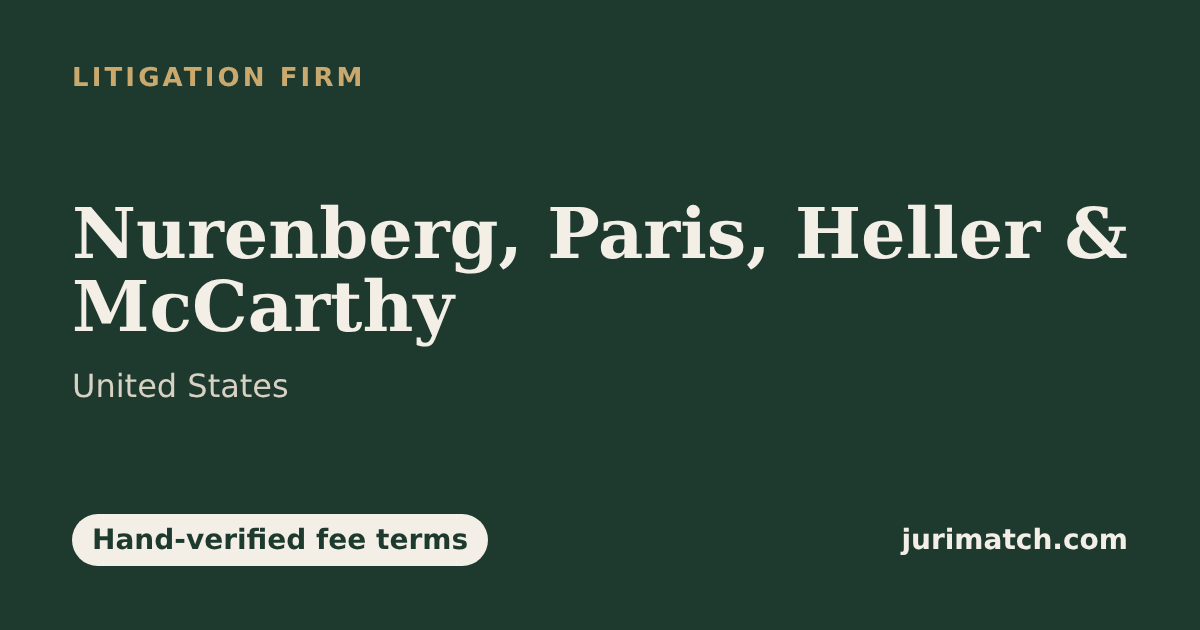 LITIGATION FIRM
Nurenberg, Paris, Heller &
McCarthy
United States
Hand-verified fee terms
jurimatch.com